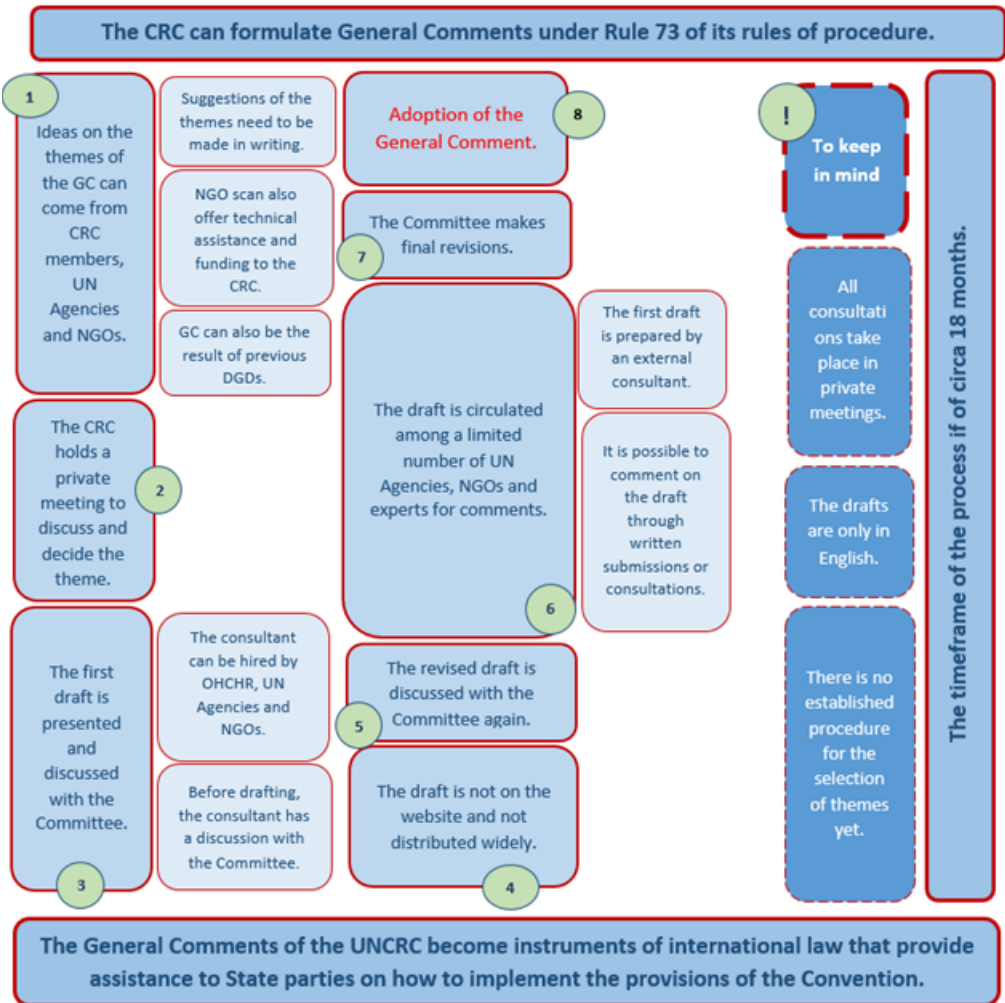 The CRC can formulate General Comments under Rule 73 of its rules of procedure.
1
Ideas on the
themes of
the GC can
come from
CRC
members,
UN
Agencies
and NGOs.
Suggestions of the
themes need to be
made in writing.
NGO scan also
offer technical
assistance and
funding to the
CRC.
GC can also be the
result of previous
DGDs.
The CRC
holds a
private
meeting to
discuss and
decide the
theme.
2
The first
draft is
presented
and
discussed
with the
Committee.
3
The consultant
can be hired by
OHCHR, UN
Agencies and
NGOs.
Before drafting,
the consultant has
a discussion with
the Committee.
The draft is not on the
website and not
distributed widely.
4
The revised draft is
discussed with the
Committee again.
5
The draft is circulated
among a limited
number of UN
Agencies, NGOs and
experts for comments.
6
The first draft
is prepared by
an external
consultant.
It is possible to
comment on
the draft
through
written
submissions or
consultations.
The Committee makes
final revisions.
7
Adoption of the
General Comment.
8
!
To keep
in mind
All
consultati
ons take
place in
private
meetings.
The drafts
are only in
English.
There is no
established
procedure
for the
selection
of themes
yet.
The timeframe of the process if of circa 18 months.
The General Comments of the UNCRC become instruments of international law that provide
assistance to State parties on how to implement the provisions of the Convention.